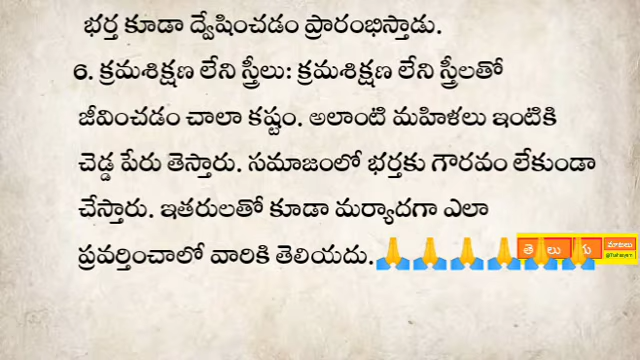 భర్త కూడా ద్వేషించడం ప్రారంభిస్తాడు.
6. క్రమశిక్షణ లేని స్త్రీలు: క్రమశిక్షణ లేని స్త్రీలతో
జీవించడం చాలా కష్టం. అలాంటి మహిళలు ఇంటికి
చెడ్డ పేరు తెస్తారు. సమాజంలో భర్తకు గౌరవం లేకుండా
చేస్తారు. ఇతరులతో కూడా మర్యాదగా ఎలా
ప్రవర్తించాలో వారికి తెలియదు.🙏🙏🙏🙏🙏🙏
తెలుగు